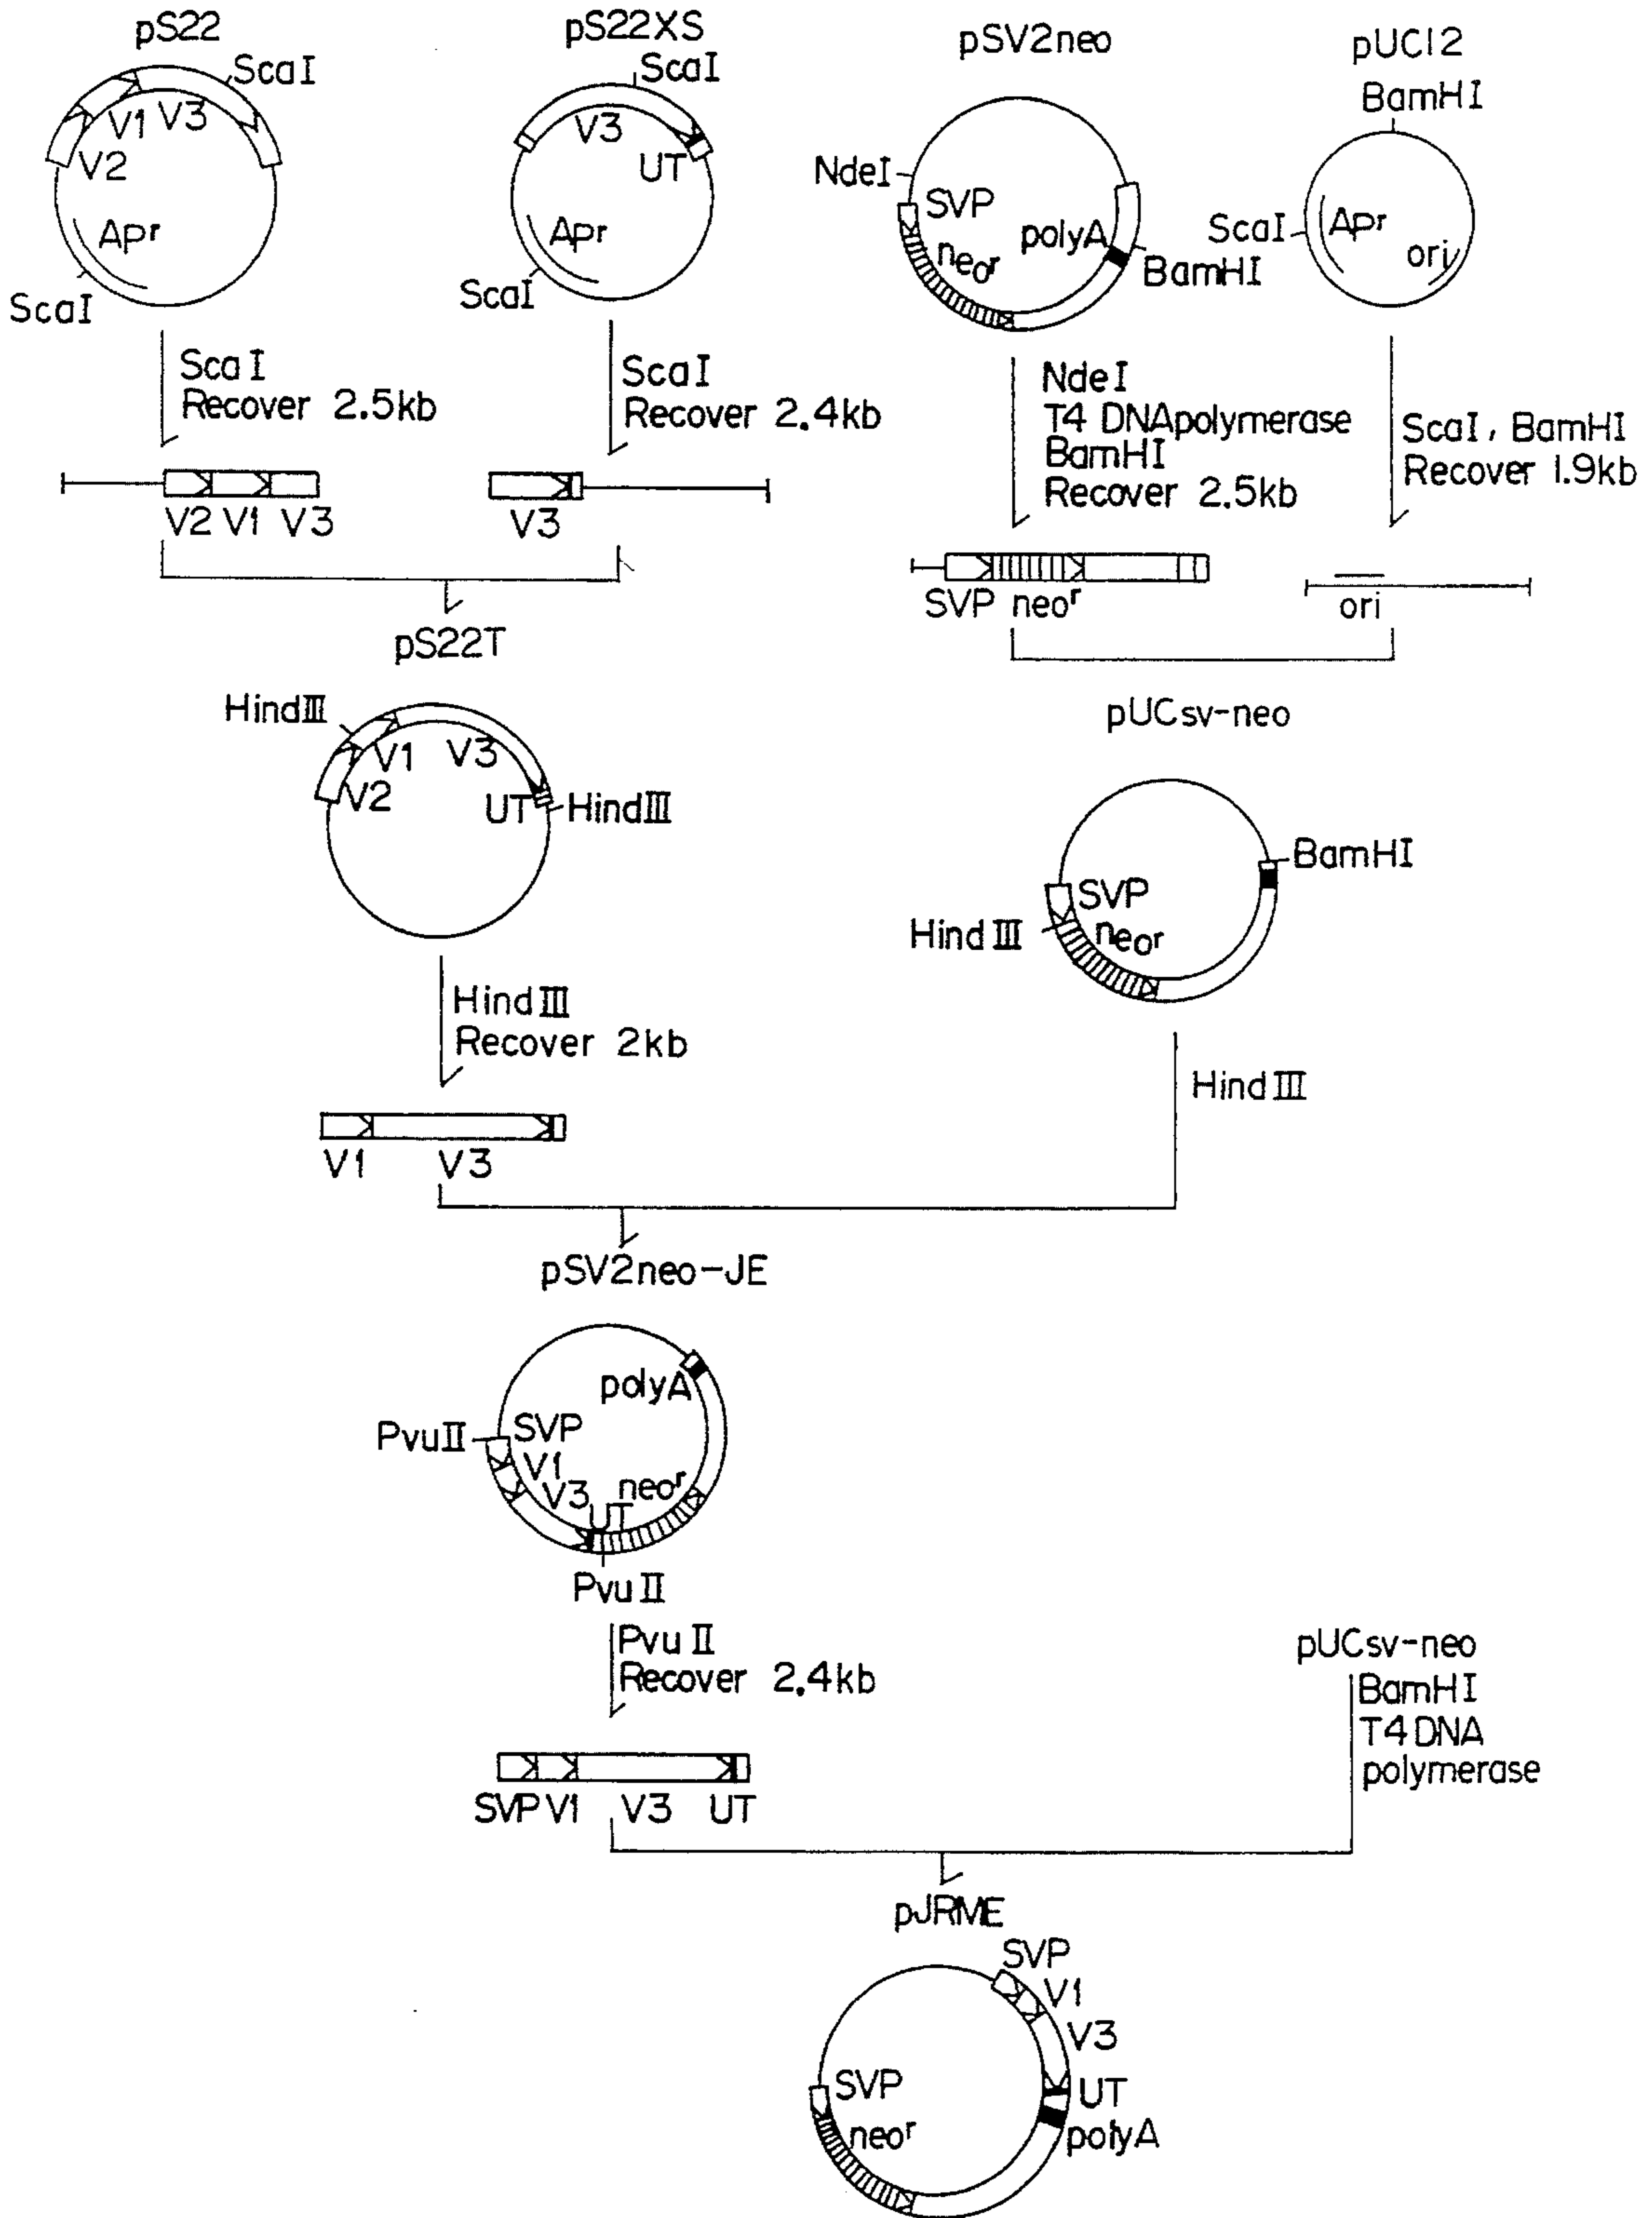 pS22
ScaI
V1 V3
V2
Apr
ScaI
ScaI
Recover 2.5kb
V2 V1 V3
pS22XS
ScaI
V3
UT
Apr
ScaI
ScaI
Recover 2.4kb
V3
pSV2neo
NdeI
SVP
neor
polyA
BamHI
NdeI
T4 DNApolymerase
BamHI
Recover 2.5kb
SVP neor
pUC12
BamHI
ScaI
Apr
ori
ScaI, BamHI
Recover 1.9kb
ori
pS22T
HindIII
V1 V3
V2
UT
HindIII
HindIII
Recover 2kb
V1 V3
pUCsv-neo
BamHI
SVP
HindIII
neor
HindIII
pSV2neo-JE
polyA
PvuII
SVP
V1
V3
UT
neor
PvuII
PvuII
Recover 2.4kb
SVP V1 V3 UT
pUCsv-neo
BamHI
T4 DNA
polymerase
pJRME
SVP
V1
V3
UT
polyA
SVP
neor